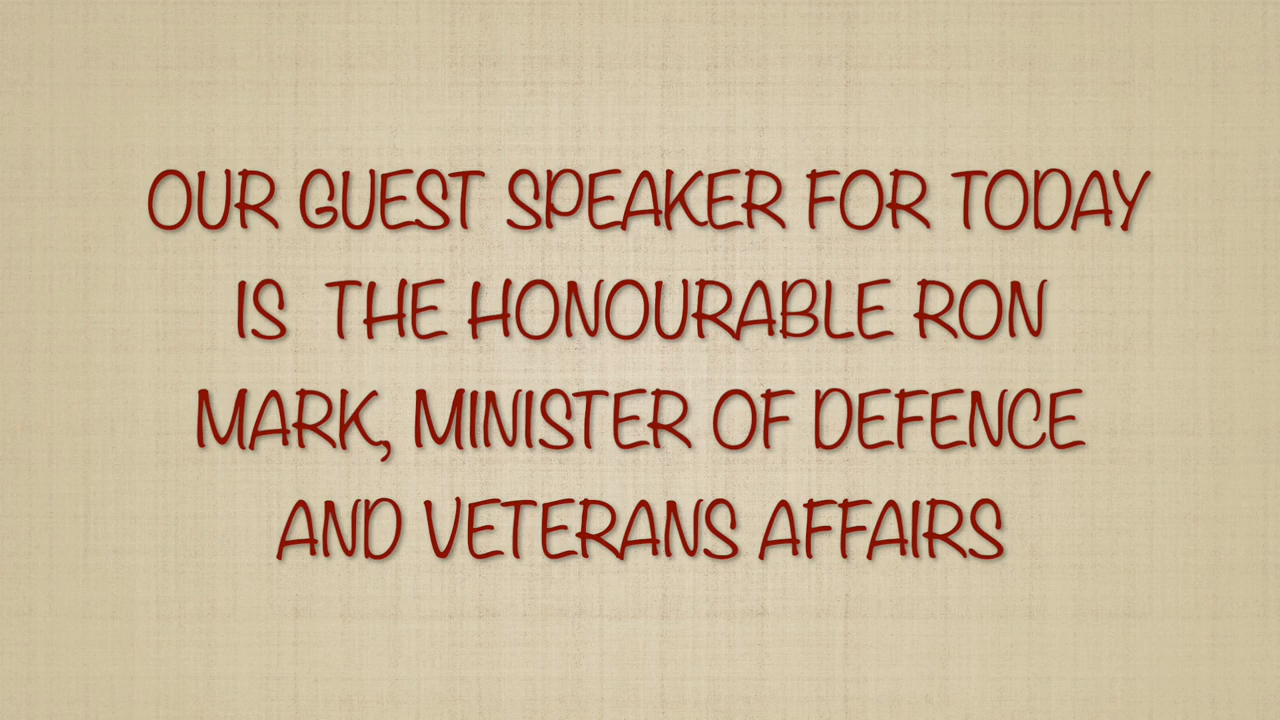 OUR GUEST SPEAKER FOR TODAY
IS THE HONOURABLE RON
MARK, MINISTER OF DEFENCE
AND VETERANS AFFAIRS